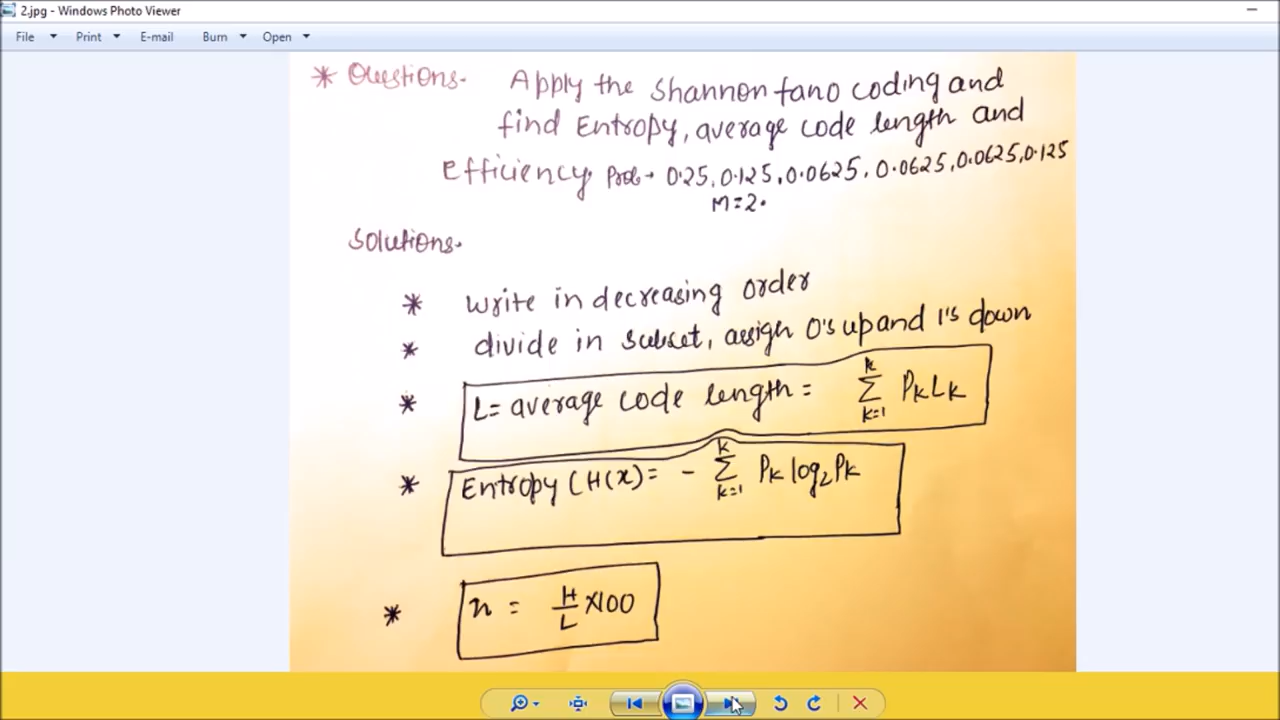 2.jpg - Windows Photo Viewer
File Print E-mail Burn Open
* Questions. Apply the Shannon fano coding and
find Entropy, average code length and
Efficiency Prob→ 0.25, 0.125, 0.0625, 0.0625, 0.0625, 0.125
M=2.
Solutions.
* write in decreasing order
* divide in subset, assign 0's up and 1's down
* L= average code length = K Σ k=1 PkLk
* Entropy (H(x)= - K Σ k=1 Pk log2 Pk
* n = H/L ×100